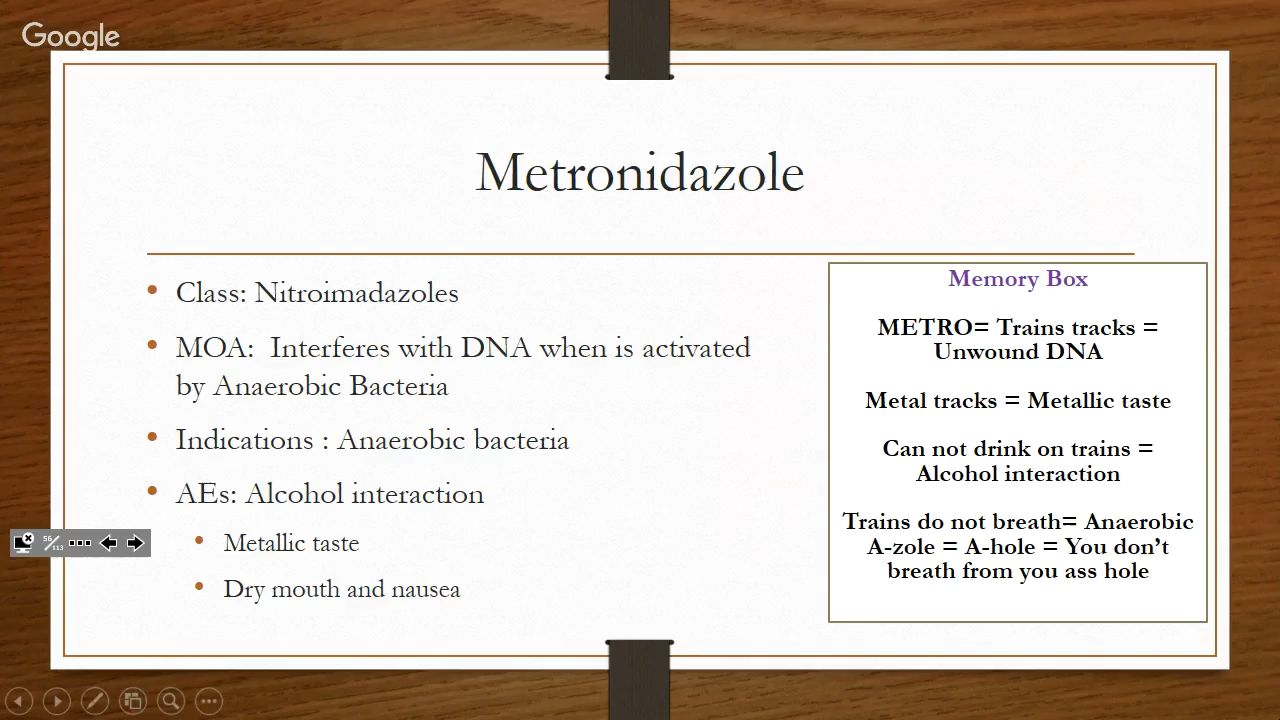 Google
Metronidazole
• Class: Nitroimadazoles
• MOA:  Interferes with DNA when is activated
by Anaerobic Bacteria
• Indications : Anaerobic bacteria
• AEs: Alcohol interaction
• Metallic taste
• Dry mouth and nausea
Memory Box
METRO= Trains tracks =
Unwound DNA
Metal tracks = Metallic taste
Can not drink on trains =
Alcohol interaction
Trains do not breath= Anaerobic
A-zole = A-hole = You don’t
breath from you ass hole
56/113